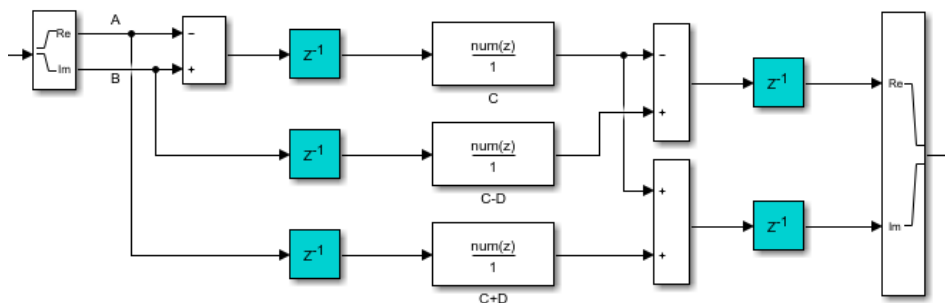 A
Re
Im
B
−
+
Z-1
num(z)
1
C
−
+
Z-1
Re
Z-1
num(z)
1
C-D
+
+
Z-1
Im
Z-1
num(z)
1
C+D